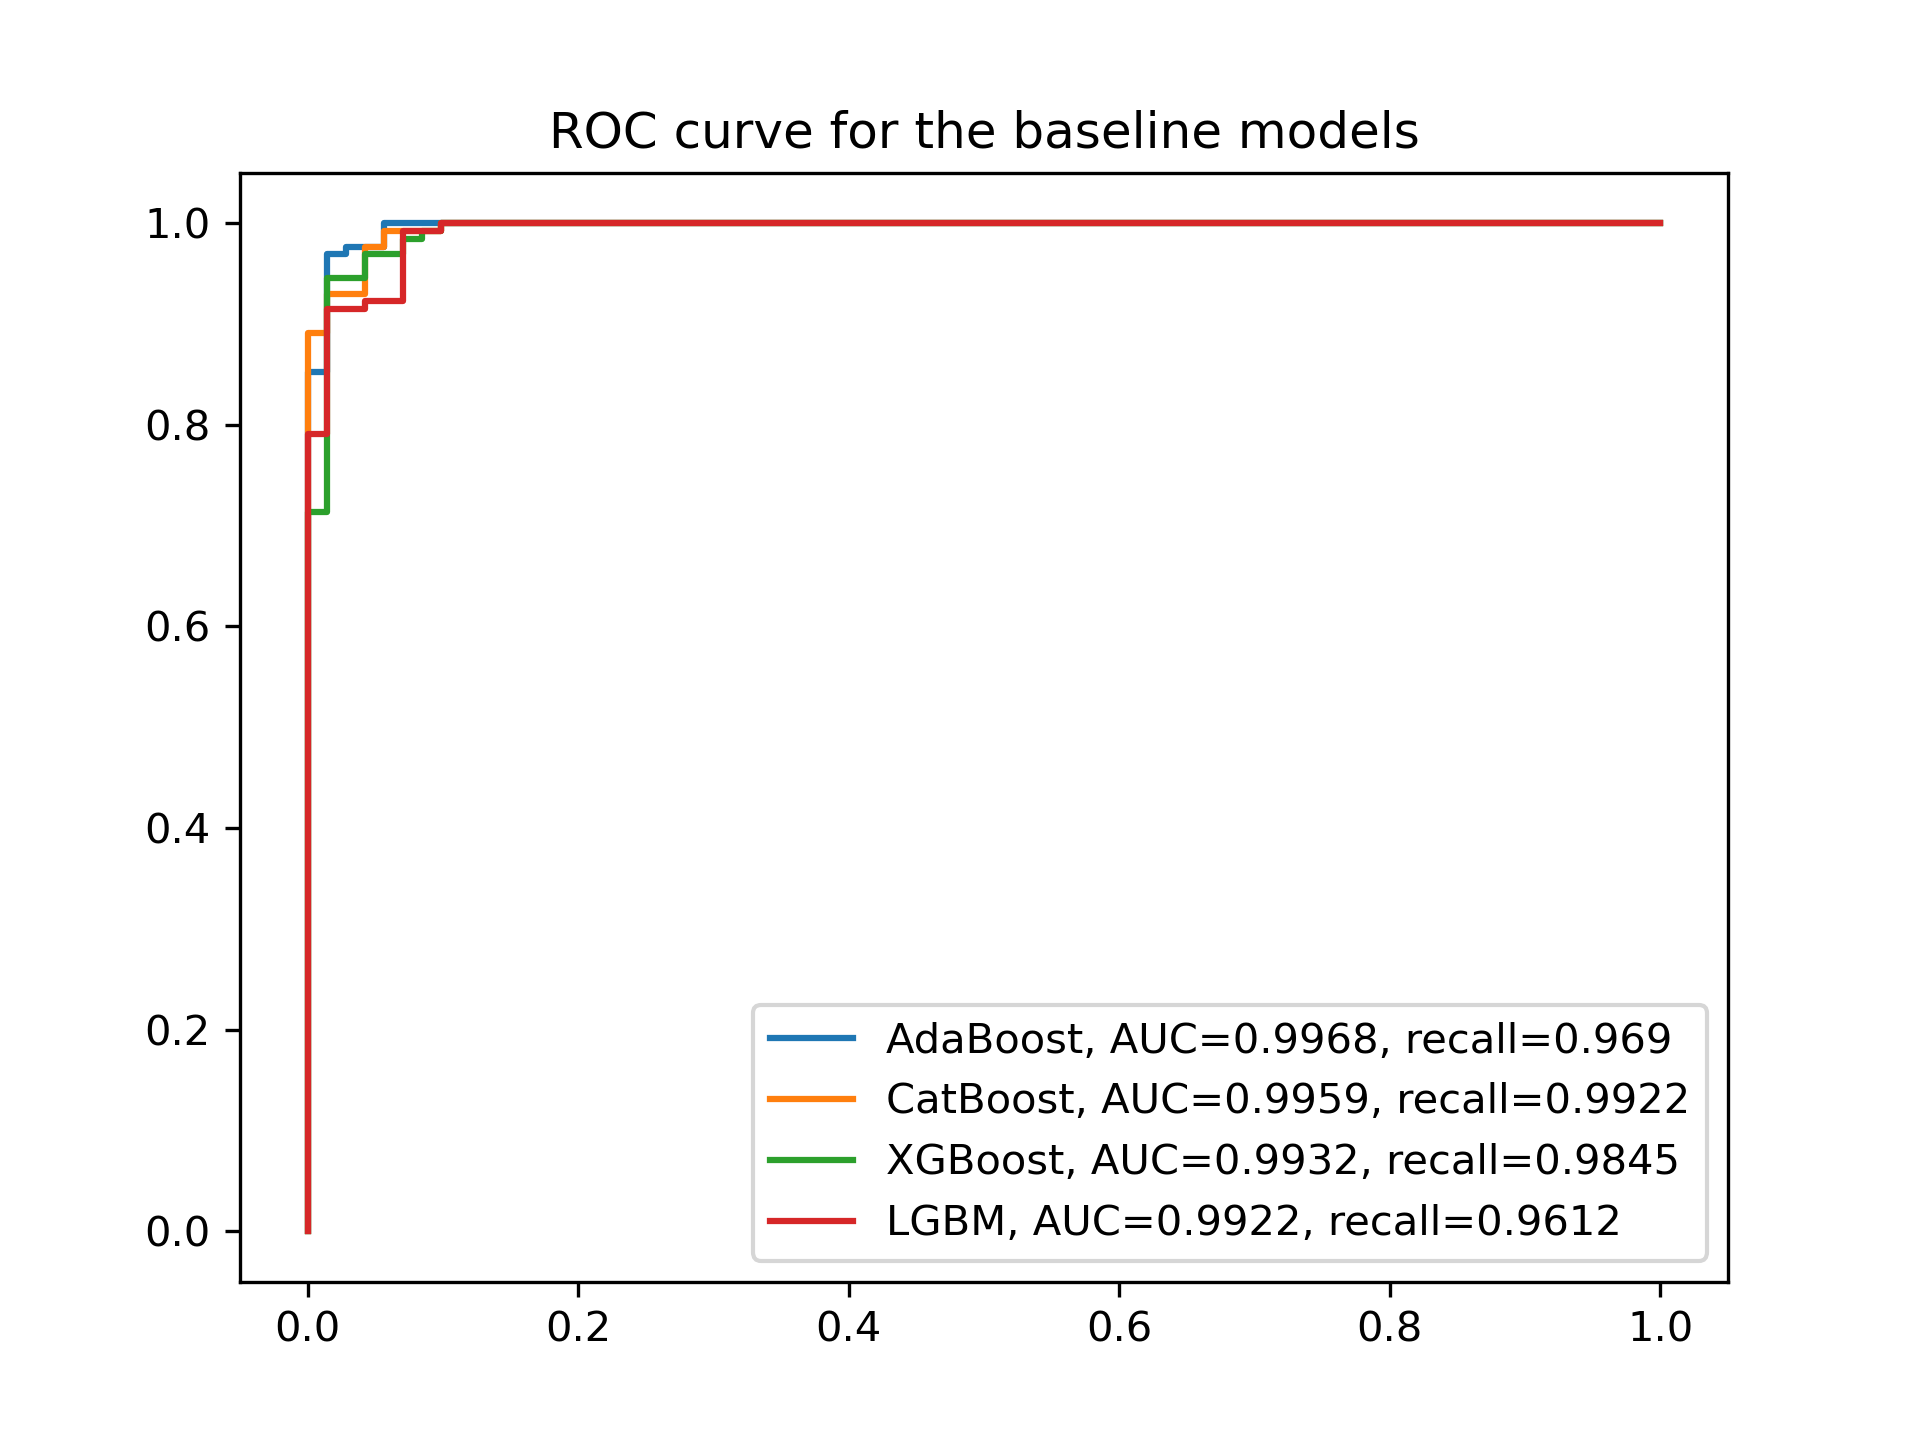 ROC curve for the baseline models
1.0
0.8
0.6
0.4
0.2
0.0
AdaBoost, AUC=0.9968, recall=0.969
CatBoost, AUC=0.9959, recall=0.9922
XGBoost, AUC=0.9932, recall=0.9845
LGBM, AUC=0.9922, recall=0.9612
0.0 0.2 0.4 0.6 0.8 1.0